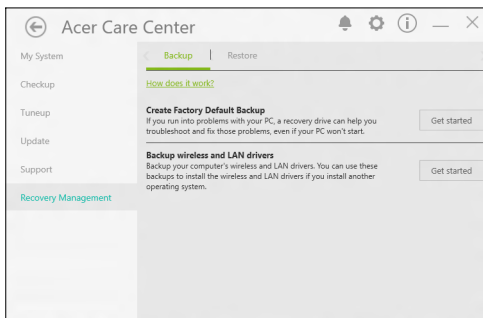 Acer Care Center
My System
Checkup
Tuneup
Update
Support
Recovery Management
Backup
Restore
How does it work?
Create Factory Default Backup
If you run into problems with your PC, a recovery drive can help you
troubleshoot and fix those problems, even if your PC won't start.
Get started
Backup wireless and LAN drivers
Backup your computer's wireless and LAN drivers. You can use these
backups to install the wireless and LAN drivers if you install another
operating system.
Get started